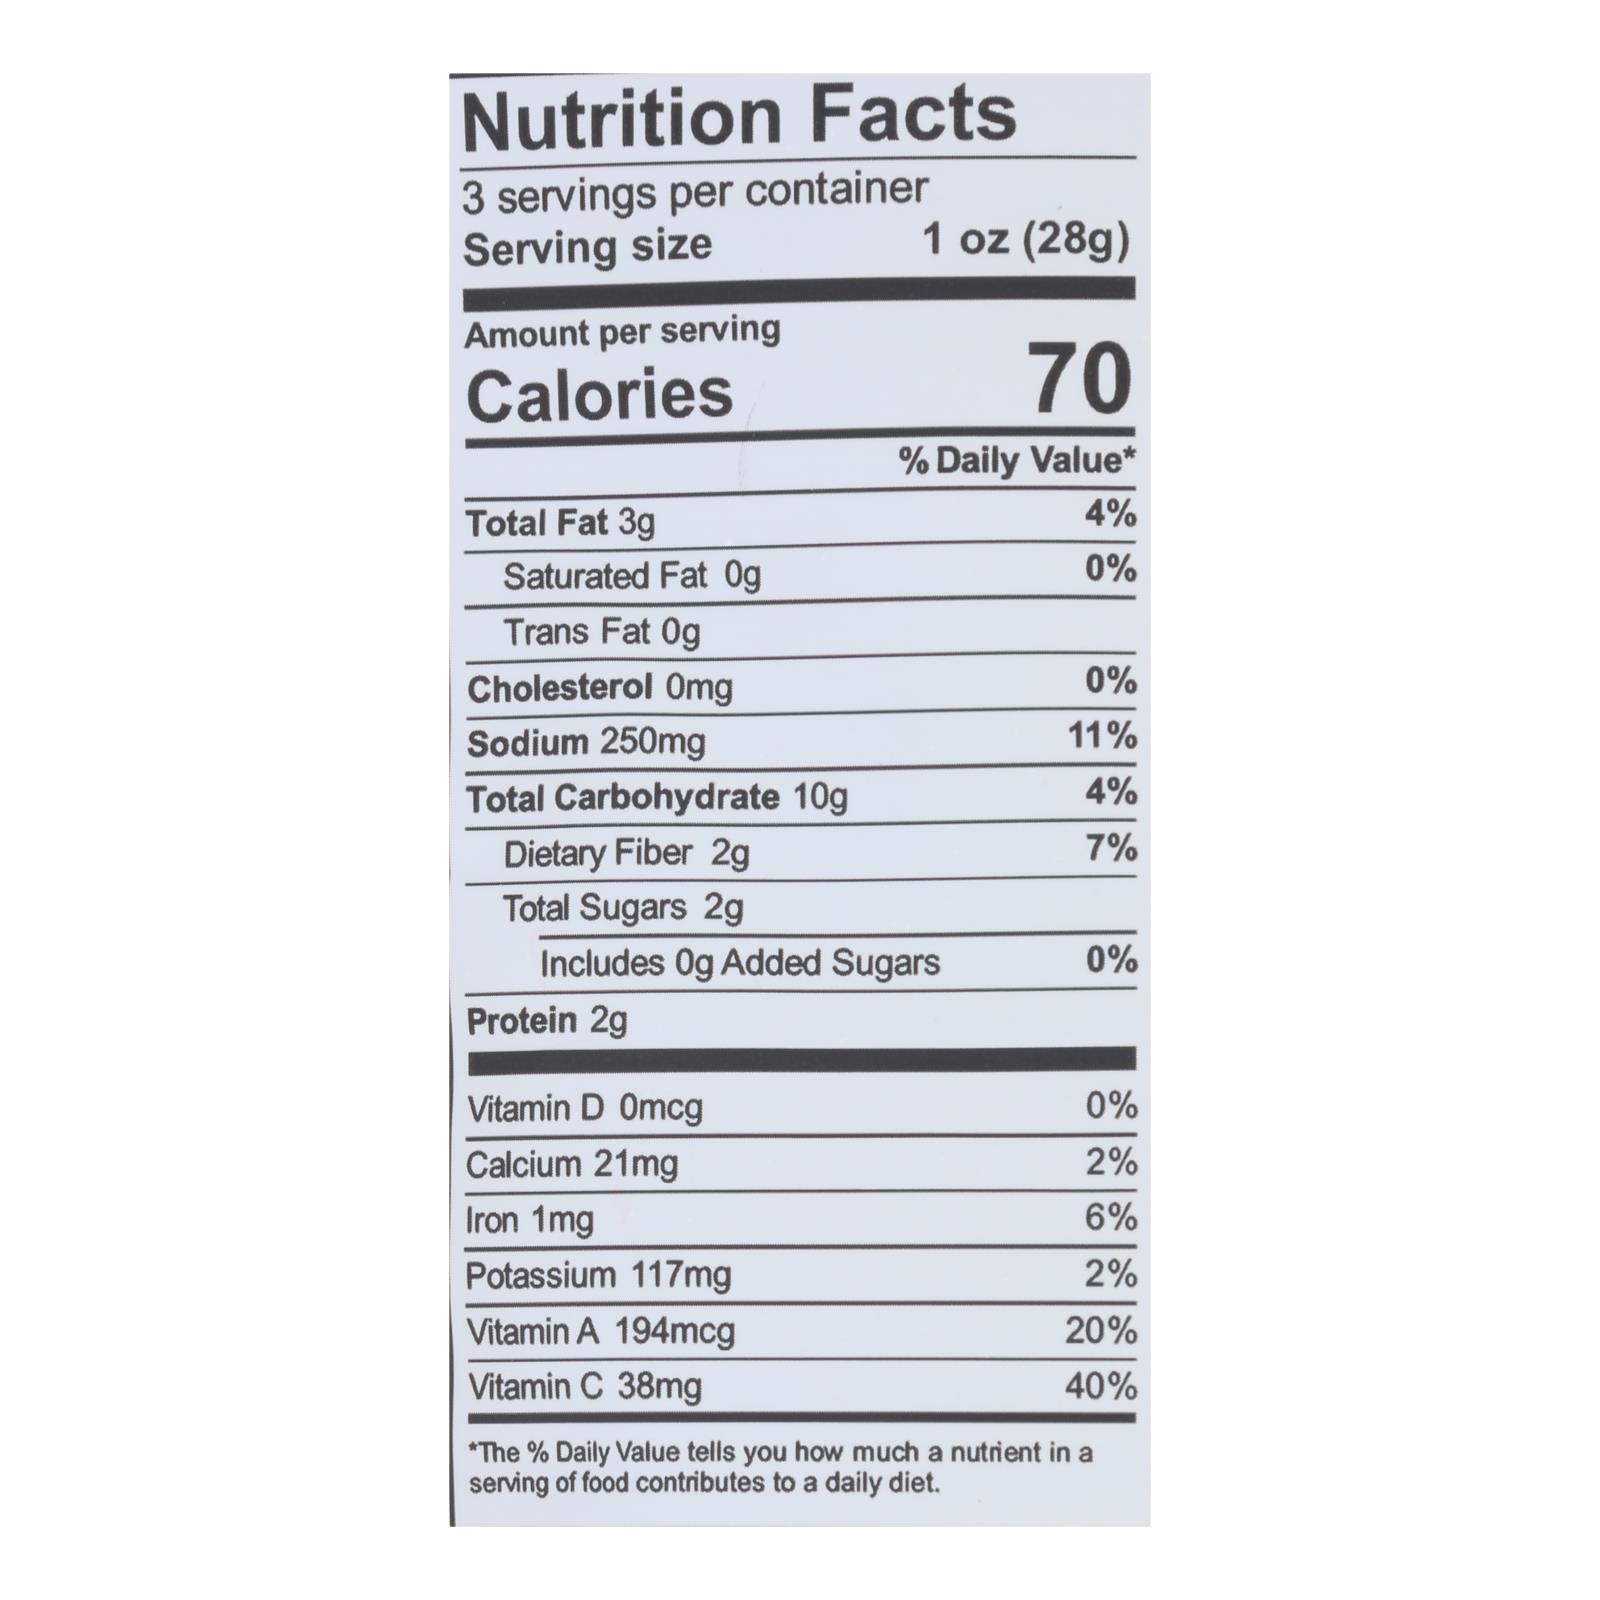 Nutrition Facts
3 servings per container
Serving size 1 oz (28g)
Amount per serving
Calories 70
% Daily Value*
Total Fat 3g 4%
Saturated Fat 0g 0%
Trans Fat 0g
Cholesterol 0mg 0%
Sodium 250mg 11%
Total Carbohydrate 10g 4%
Dietary Fiber 2g 7%
Total Sugars 2g
Includes 0g Added Sugars 0%
Protein 2g
Vitamin D 0mcg 0%
Calcium 21mg 2%
Iron 1mg 6%
Potassium 117mg 2%
Vitamin A 194mcg 20%
Vitamin C 38mg 40%
*The % Daily Value tells you how much a nutrient in a
serving of food contributes to a daily diet.